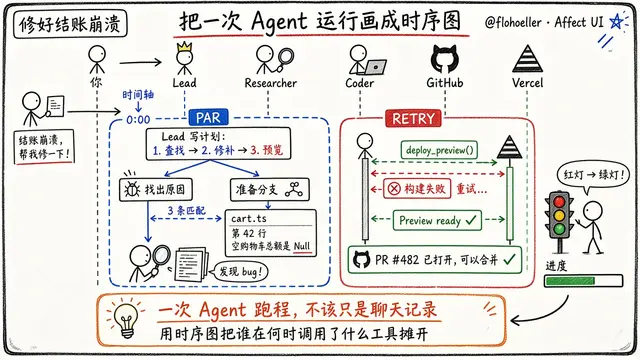 修好结账崩溃
把一次 Agent 运行画成时序图
@flohoeller · Affect UI
你
Lead
Researcher
Coder
GitHub
Vercel
时间轴
0:00
结账崩溃，
帮我修一下！
PAR
Lead 写计划：
1. 查找 → 2. 修补 → 3. 预览
找出原因
准备分支
3 条匹配
cart.ts
第 42 行
空购物车总额是 Null
发现 bug！
RETRY
deploy_preview()
构建失败 重试...
Preview ready ✓
PR #482 已打开，可以合并 ✓
红灯 → 绿灯！
进度
一次 Agent 跑程，不该只是聊天记录
用时序图把谁在何时调用了什么工具摊开